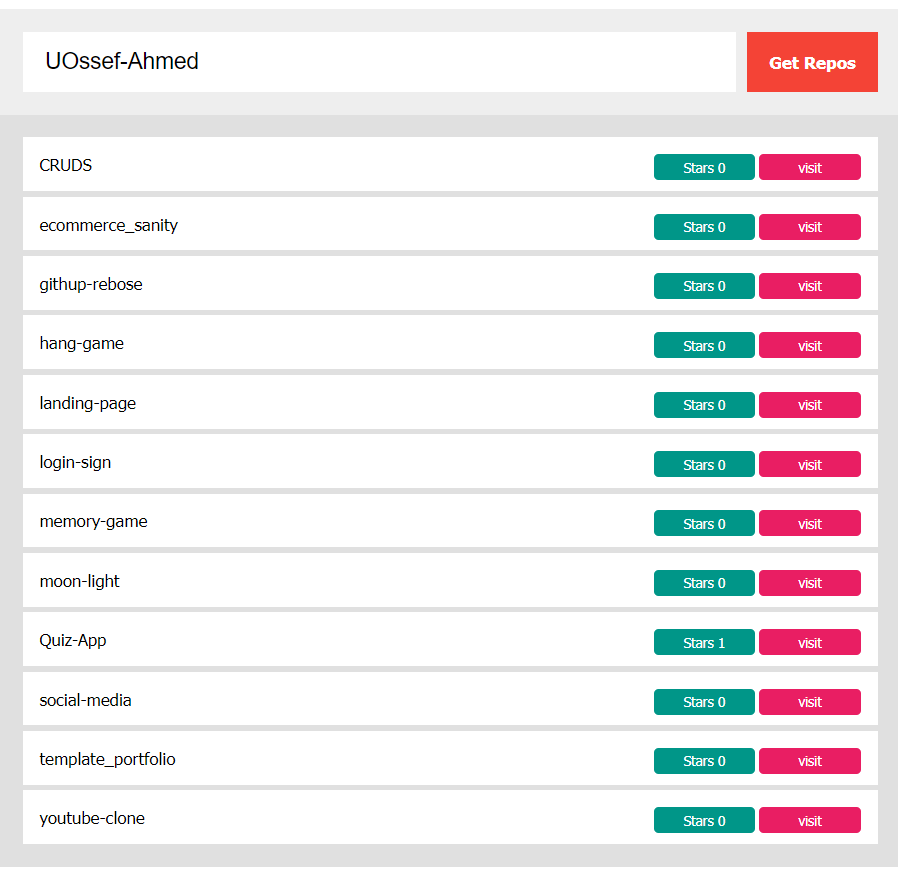 UOssef-Ahmed Get Repos
CRUDS Stars 0 visit
ecommerce_sanity Stars 0 visit
githup-rebose Stars 0 visit
hang-game Stars 0 visit
landing-page Stars 0 visit
login-sign Stars 0 visit
memory-game Stars 0 visit
moon-light Stars 0 visit
Quiz-App Stars 1 visit
social-media Stars 0 visit
template_portfolio Stars 0 visit
youtube-clone Stars 0 visit